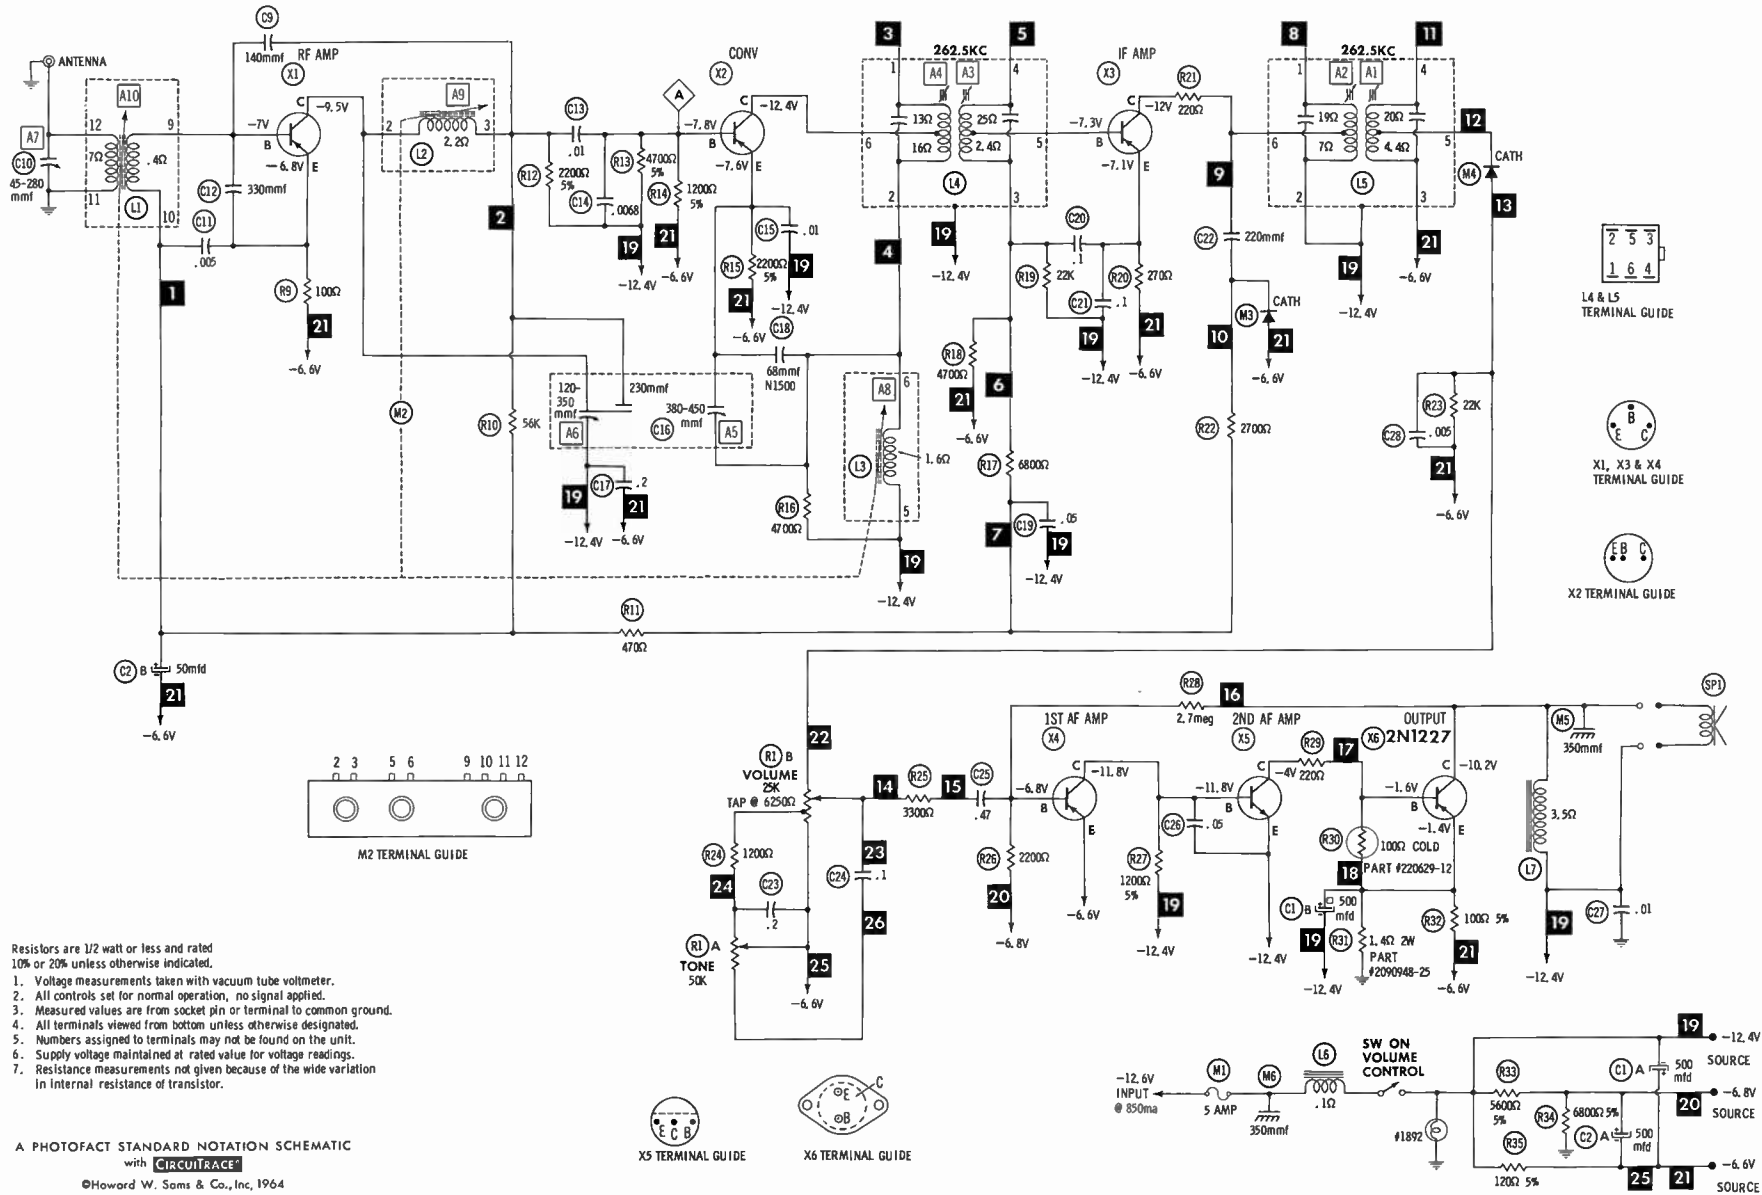 C9
140mmf
RF AMP
X1
ANTENNA
A7
C10
45-280
mmf
A10
12
9
7Ω
.4Ω
11
10
L1
C12
330mmf
C11
.005
1
-9.5V
C
-7V
B
-6.8V
E
R9
100Ω
21
-6.6V
A9
2
3
2.2Ω
L2
2
C13
.01
R12
2200Ω
5%
C14
.0068
R13
4700Ω
5%
R14
1200Ω
5%
19
-12.4V
21
-6.6V
A
CONV
X2
C
-12.4V
-7.8V
B
-7.6V
E
C15
.01
R15
2200Ω
5%
19
-12.4V
21
-6.6V
C18
68mmf
N1500
R10
56K
M2
120-
350
mmf
A6
230mmf
380-450
mmf
C16
A5
19
-12.4V
C17
.2
21
-6.6V
R16
4700Ω
3
5
262.5KC
1
A4
A3
4
13Ω
25Ω
6
16Ω
2.4Ω
5
2
L4
3
19
-12.4V
4
A8
6
L3
1.6Ω
5
19
-12.4V
IF AMP
X3
C
-12V
R21
220Ω
-7.3V
B
-7.1V
E
C20
.1
R19
22K
C21
.1
R20
270Ω
19
-12.4V
21
-6.6V
R18
4700Ω
21
-6.6V
6
R17
6800Ω
7
C19
.05
19
-12.4V
9
C22
220mmf
10
M3
CATH
21
-6.6V
R22
2700Ω
8
11
262.5KC
1
A2
A1
4
19Ω
20Ω
6
7Ω
4.4Ω
5
2
L5
3
19
-12.4V
21
-6.6V
12
CATH
M4
13
R23
22K
C28
.005
21
-6.6V
2 5 3
1 6 4
L4 & L5
TERMINAL GUIDE
B
E C
X1, X3 & X4
TERMINAL GUIDE
E B C
X2 TERMINAL GUIDE
R11
470Ω
C2 B
50mfd
21
-6.6V
2 3 5 6 9 10 11 12
M2 TERMINAL GUIDE
22
R1 B
VOLUME
25K
TAP @ 6250Ω
R24
1200Ω
24
C23
.2
R1 A
TONE
50K
25
-6.6V
14
R25
3300Ω
15
C25
.47
23
C24
.1
26
R28
2.7meg
16
1ST AF AMP
X4
C
-11.8V
-6.8V
B
E
-6.6V
R26
2200Ω
20
-6.8V
R27
1200Ω
5%
19
-12.4V
2ND AF AMP
X5
C
-4V
R29
220Ω
17
-11.8V
B
E
C26
.05
-12.4V
OUTPUT
X6
2N1227
C
-10.2V
-1.6V
B
-1.4V
E
R30
100Ω COLD
PART #220629-12
18
C1 B
500
mfd
19
-12.4V
R31
1.4Ω 2W
PART
#2090948-25
R32
100Ω 5%
21
-6.6V
M5
350mmf
SP1
3.5Ω
L7
19
-12.4V
C27
.01
Resistors are 1/2 watt or less and rated
10% or 20% unless otherwise indicated.
1. Voltage measurements taken with vacuum tube voltmeter.
2. All controls set for normal operation, no signal applied.
3. Measured values are from socket pin or terminal to common ground.
4. All terminals viewed from bottom unless otherwise designated.
5. Numbers assigned to terminals may not be found on the unit.
6. Supply voltage maintained at rated value for voltage readings.
7. Resistance measurements not given because of the wide variation
in internal resistance of transistor.
A PHOTOFACT STANDARD NOTATION SCHEMATIC
with CIRCUITRACE®
©Howard W. Sams & Co., Inc. 1964
E C B
X5 TERMINAL GUIDE
C
E
B
X6 TERMINAL GUIDE
-12.6V
INPUT
@ 850ma
M1
5 AMP
M6
350mmf
L6
.1Ω
SW ON
VOLUME
CONTROL
#1892
R33
5600Ω
5%
R34
6800Ω 5%
R35
120Ω 5%
C1 A
500
mfd
C2 A
500
mfd
19
-12.4V
SOURCE
-6.8V
20
SOURCE
25
21
-6.6V
SOURCE